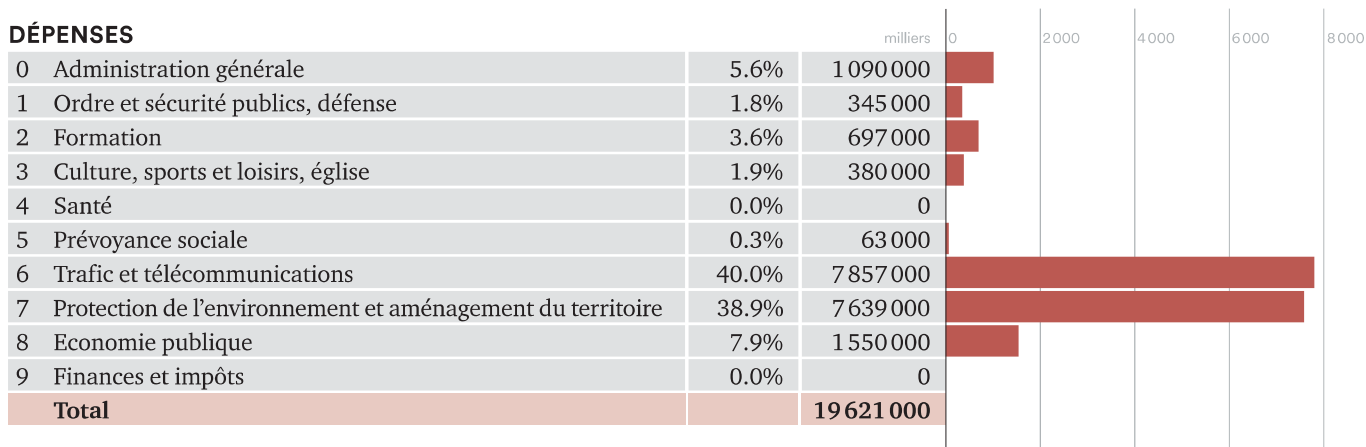 DÉPENSES milliers 0 2000 4000 6000 8000
0 Administration générale 5.6% 1 090 000
1 Ordre et sécurité publics, défense 1.8% 345 000
2 Formation 3.6% 697 000
3 Culture, sports et loisirs, église 1.9% 380 000
4 Santé 0.0% 0
5 Prévoyance sociale 0.3% 63 000
6 Trafic et télécommunications 40.0% 7 857 000
7 Protection de l’environnement et aménagement du territoire 38.9% 7 639 000
8 Economie publique 7.9% 1 550 000
9 Finances et impôts 0.0% 0
Total 19 621 000